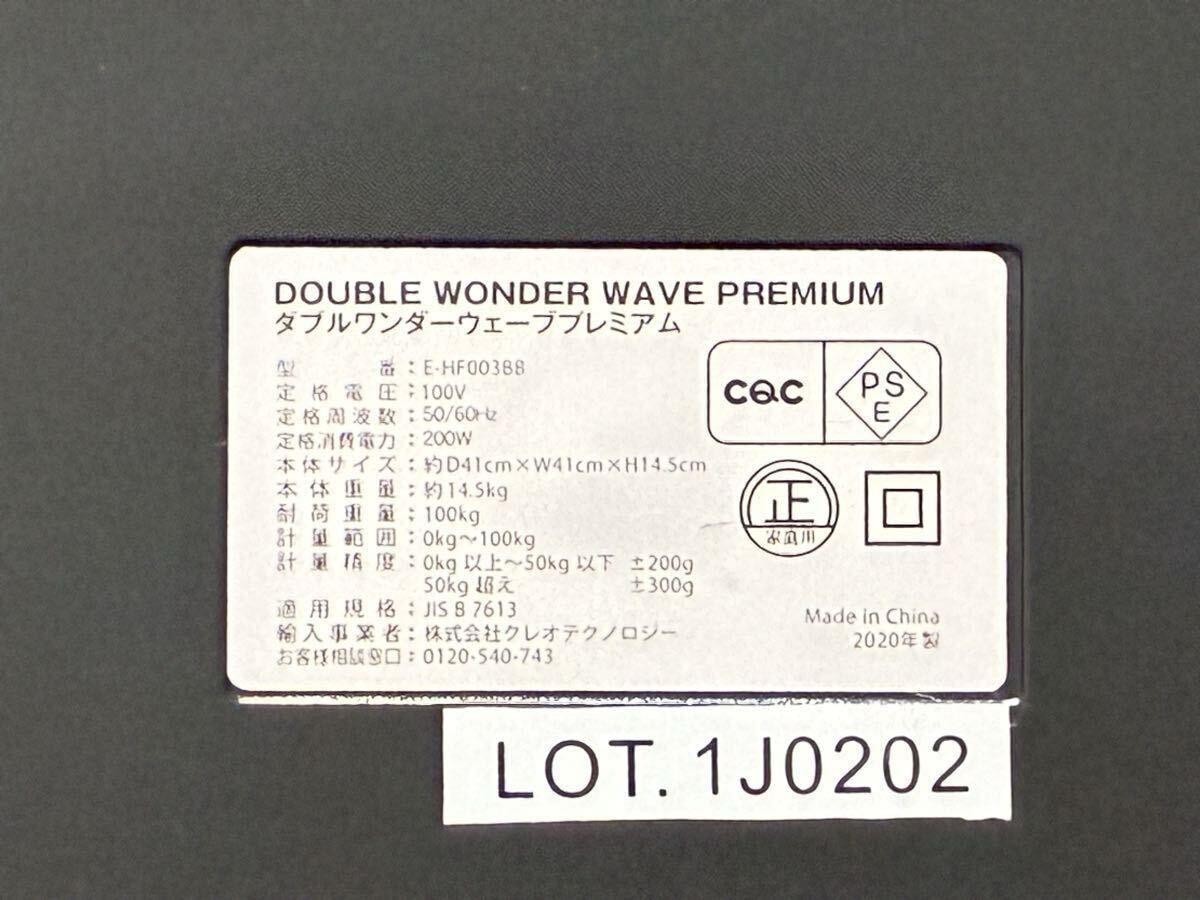 DOUBLE WONDER WAVE PREMIUM
ダブルワンダーウェーブプレミアム
型番：E-HF003BB
定格電圧：100V
定格周波数：50/60Hz
定格消費電力：200W
本体サイズ：約D41cm×W41cm×H14.5cm
本体重量：約14.5kg
耐荷重量：100kg
計量範囲：0kg〜100kg
計量精度：0kg以上〜50kg以下 ±200g
50kg超え ±300g
適用規格：JIS B 7613
輸入事業者：株式会社クレオテクノロジー
お客様相談窓口：0120-540-743
CQC
PS
E
正
家庭用
Made in China
2020年製
LOT. 1J0202